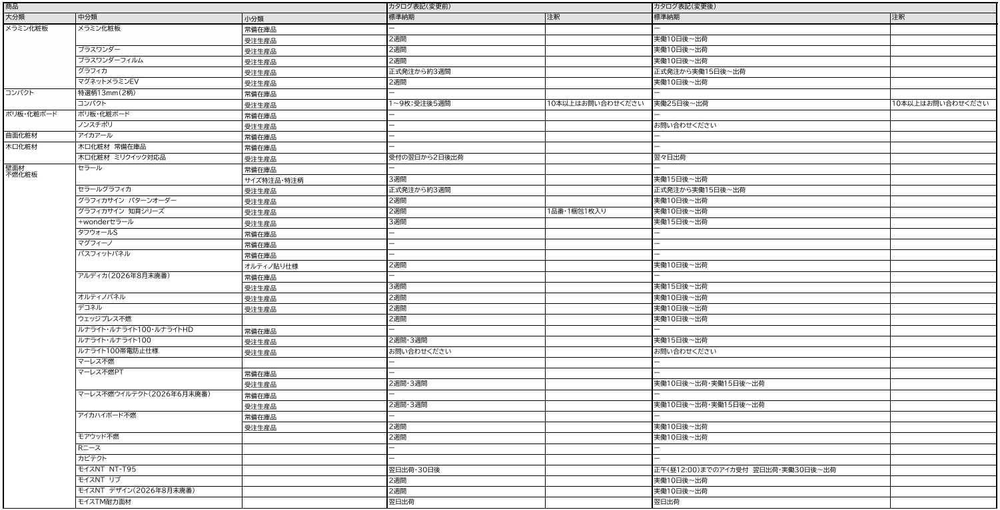 商品 カタログ表記(変更前) カタログ表記(変更後)
大分類 中分類 小分類 標準納期 注釈 標準納期 注釈
メラミン化粧板 メラミン化粧板 常備在庫品 ー ー
受注生産品 2週間 実働10日後～出荷
プラスワンダー 受注生産品 2週間 実働10日後～出荷
プラスワンダーフィルム 受注生産品 2週間 実働10日後～出荷
グラフィカ 受注生産品 正式発注から約3週間 正式発注から実働15日後～出荷
マグネットメラミンEV 受注生産品 2週間 実働10日後～出荷
コンパクト 特選柄13mm(2柄) 常備在庫品 ー ー
コンパクト 受注生産品 1～9枚:受注後5週間 10本以上はお問い合わせください 実働25日後～出荷 10本以上はお問い合わせください
ポリ板・化粧ボード ポリ板・化粧ボード 常備在庫品 ー ー
ノンスチポリ 受注生産品 ー お問い合わせください
曲面化粧材 アイカアール 常備在庫品 ー ー
木口化粧材 木口化粧材 常備在庫品 常備在庫品 ー ー
木口化粧材 ミリクイック対応品 受注生産品 受付の翌日から2日後出荷 翌々日出荷
壁面材 セラール 常備在庫品 ー ー
不燃化粧板 サイズ特注品・特注柄 3週間 実働15日後～出荷
セラールグラフィカ 受注生産品 正式発注から約3週間 正式発注から実働15日後～出荷
グラフィカサイン パターンオーダー 受注生産品 2週間 実働10日後～出荷
グラフィカサイン 知育シリーズ 受注生産品 2週間 1品番・1梱包1枚入り 実働10日後～出荷
+wonderセラール 受注生産品 3週間 実働15日後～出荷
タフウォールS 常備在庫品 ー ー
マグフィーノ 常備在庫品 ー ー
バスフィットパネル 常備在庫品 ー ー
オルティノ貼り仕様 2週間 実働10日後～出荷
アルディカ(2026年8月末廃番) 常備在庫品 ー ー
受注生産品 3週間 実働15日後～出荷
オルティノパネル 受注生産品 2週間 実働10日後～出荷
デコネル 受注生産品 2週間 実働10日後～出荷
ウェッジプレス不燃 2週間 実働10日後～出荷
ルナライト・ルナライト100・ルナライトHD 常備在庫品 ー ー
ルナライト・ルナライト100 受注生産品 2週間・3週間 実働15日後～出荷
ルナライト100帯電防止仕様 受注生産品 お問い合わせください お問い合わせください
マーレス不燃 ー ー
マーレス不燃PT 常備在庫品 ー ー
受注生産品 2週間・3週間 実働10日後～出荷・実働15日後～出荷
マーレス不燃ウイルテクト(2026年6月末廃番) 常備在庫品 ー ー
受注生産品 2週間・3週間 実働10日後～出荷・実働15日後～出荷
アイカハイボード不燃 常備在庫品 ー ー
受注生産品 2週間 実働10日後～出荷
モアウッド不燃 2週間 実働10日後～出荷
Rニース ー ー
カビテクト ー ー
モイスNT NT-T95 翌日出荷・30日後 正午(昼12:00)までのアイカ受付 翌日出荷・実働30日後～出荷
モイスNT リブ 2週間 実働10日後～出荷
モイスNT デザイン(2026年8月末廃番) 2週間 実働10日後～出荷
モイスTM耐力面材 翌日出荷 翌日出荷